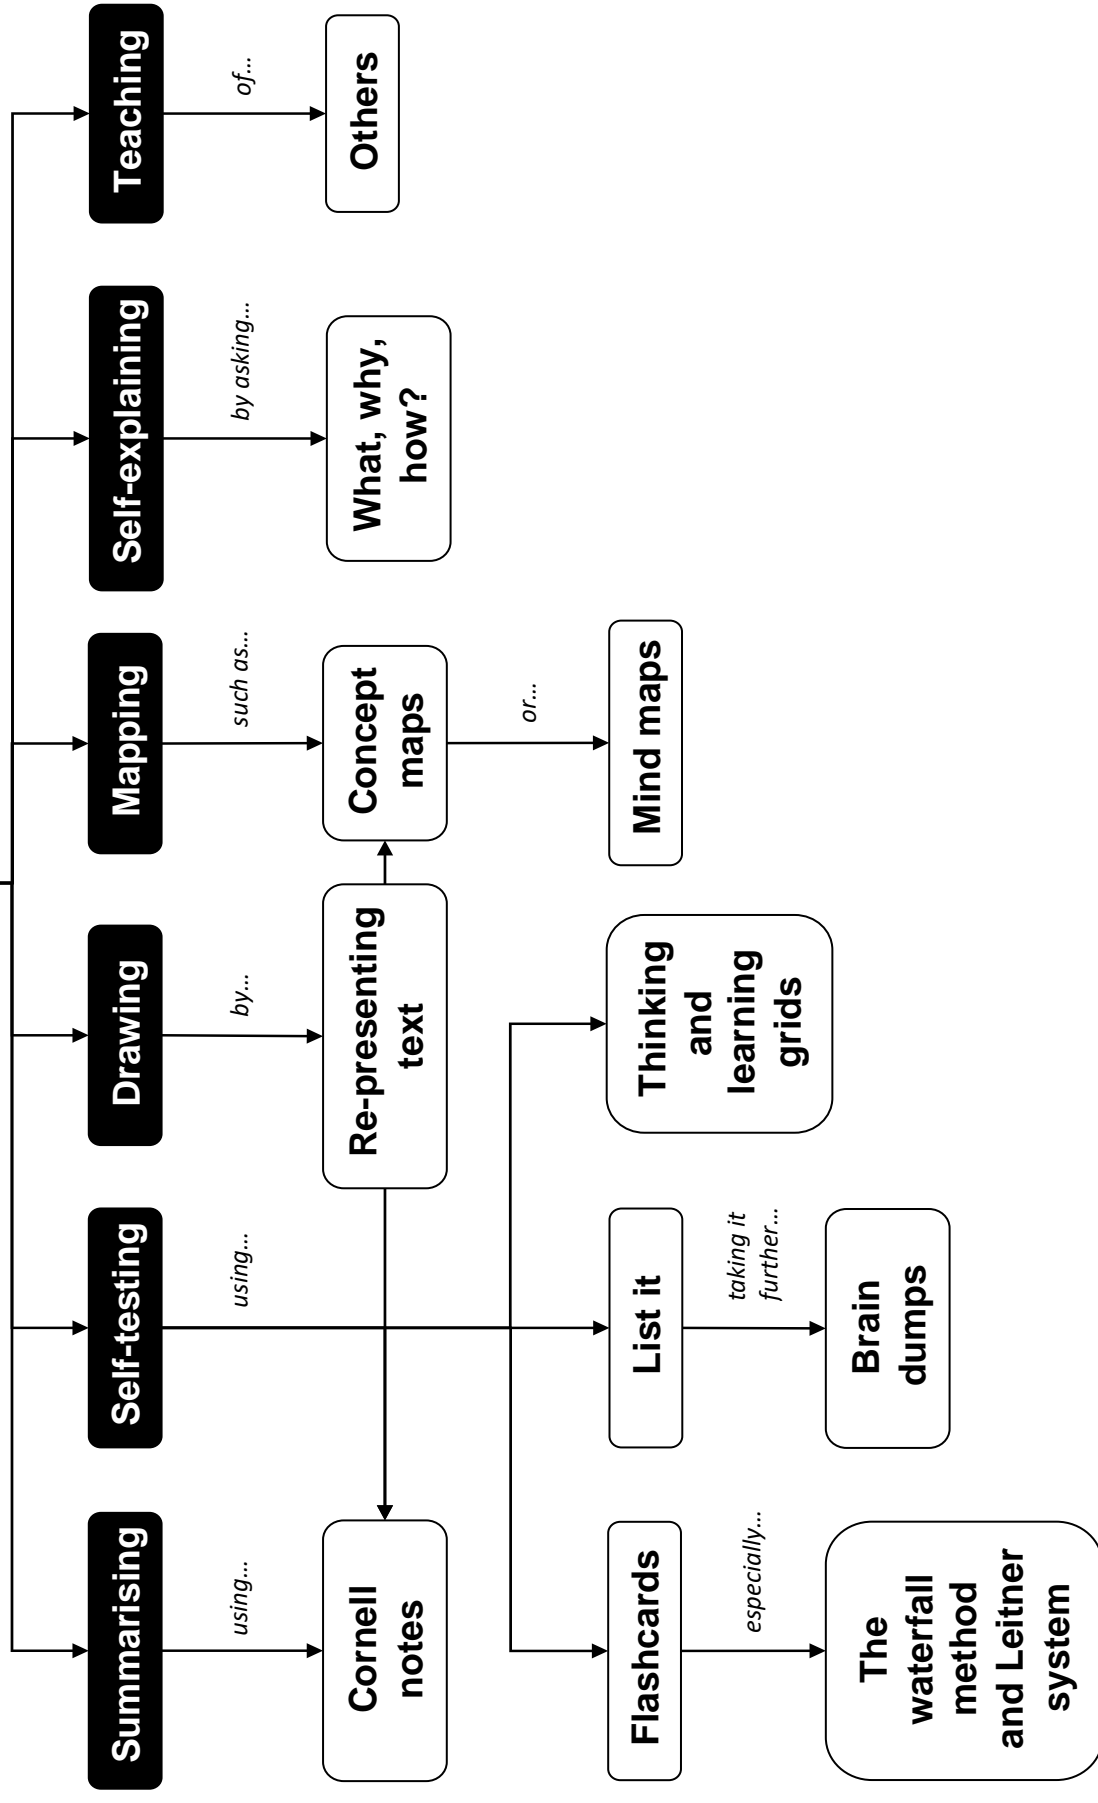 Summarising
Self-testing
Drawing
Mapping
Self-explaining
Teaching
using...
using...
by...
such as...
by asking...
of...
Cornell
notes
Re-presenting
text
Concept
maps
What, why,
how?
Others
or...
Flashcards
List it
Thinking
and
learning
grids
Mind maps
especially...
taking it
further...
The
waterfall
method
and Leitner
system
Brain
dumps